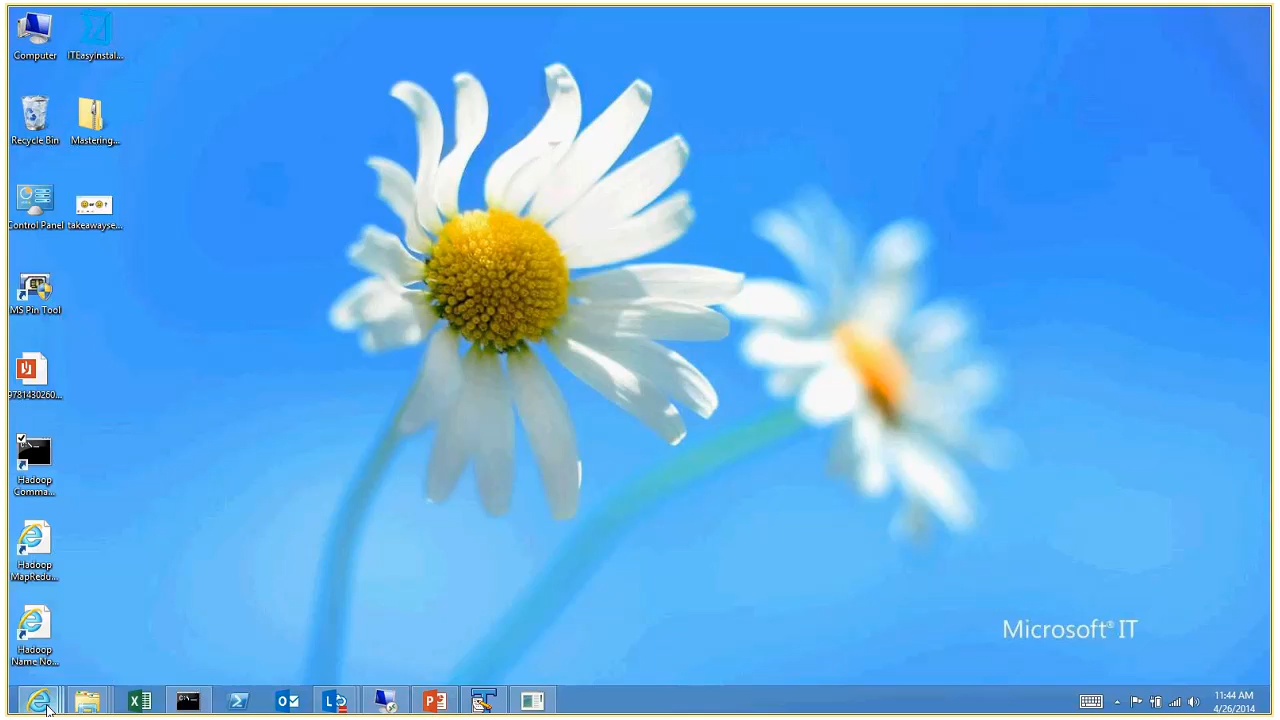 Computer
ITEasyInstal...
Recycle Bin
Mastering...
Control Panel
takeawayse...
MS Pin Tool
9781430260...
Hadoop
Comma...
Hadoop
MapRedu...
Hadoop
Name No...
Microsoft® IT
11:44 AM
4/26/2014